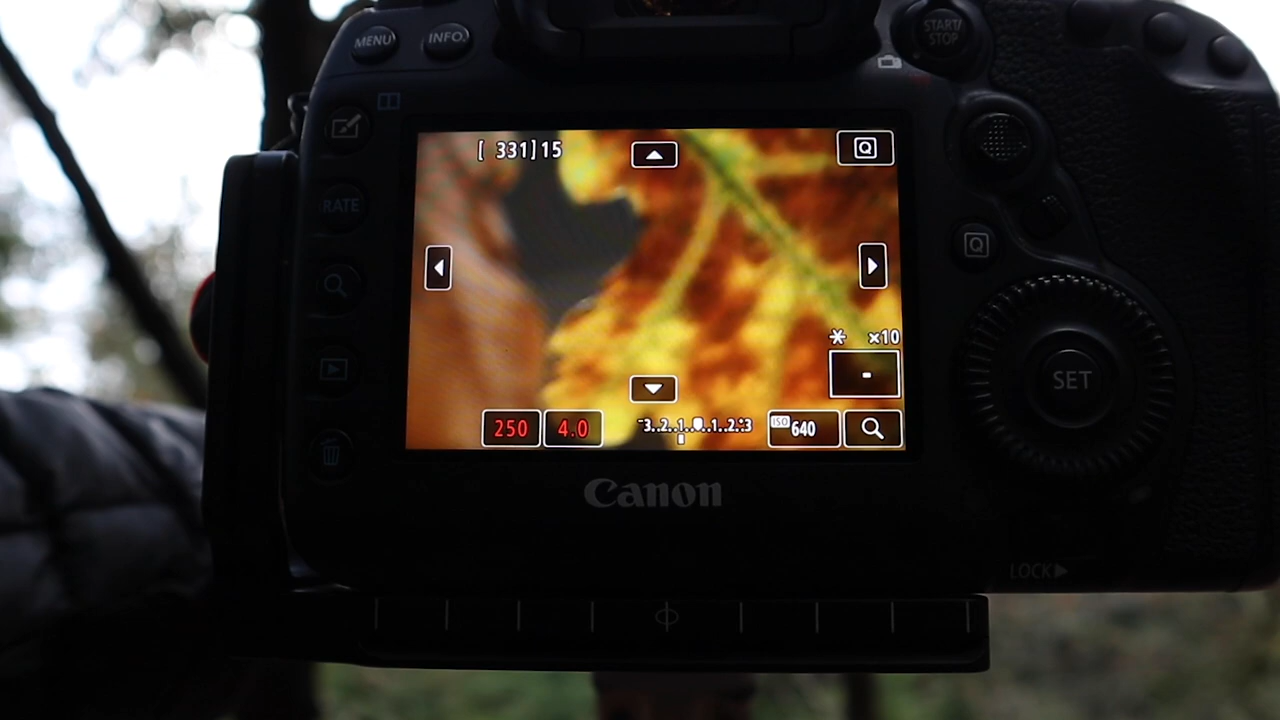 MENU
INFO.
START/
STOP
RATE
[ 331]15
Q
Q
* ×10
-
250
4.0
-3..2..1..0..1..2..+3
ISO
640
SET
Canon
LOCK▶